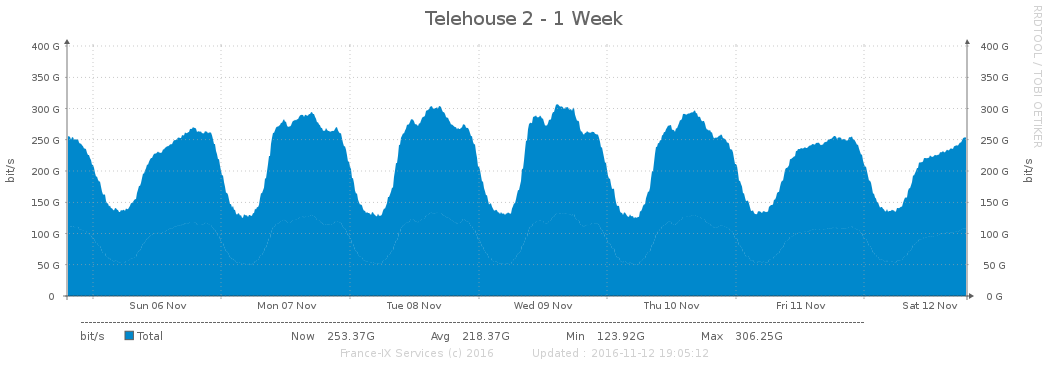 Telehouse 2 - 1 Week
RRDTOOL / TOBI OETIKER
400 G 400 G
350 G 350 G
300 G 300 G
250 G 250 G
200 G 200 G
150 G 150 G
100 G 100 G
50 G 50 G
0 0 G
bit/s
bit/s
Sun 06 Nov Mon 07 Nov Tue 08 Nov Wed 09 Nov Thu 10 Nov Fri 11 Nov Sat 12 Nov
bit/s Total Now 253.37G Avg 218.37G Min 123.92G Max 306.25G
France-IX Services (c) 2016 Updated : 2016-11-12 19:05:12